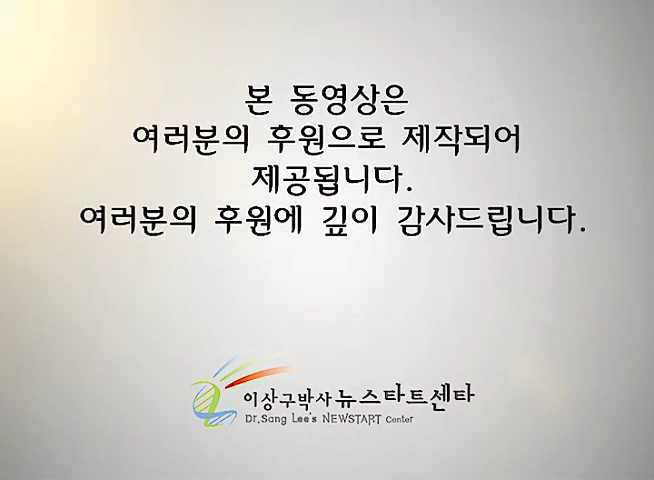 본 동영상은
여러분의 후원으로 제작되어
제공됩니다.
여러분의 후원에 깊이 감사드립니다.
이상구박사 뉴스타트센타
Dr.Sang Lee's NEWSTART Center